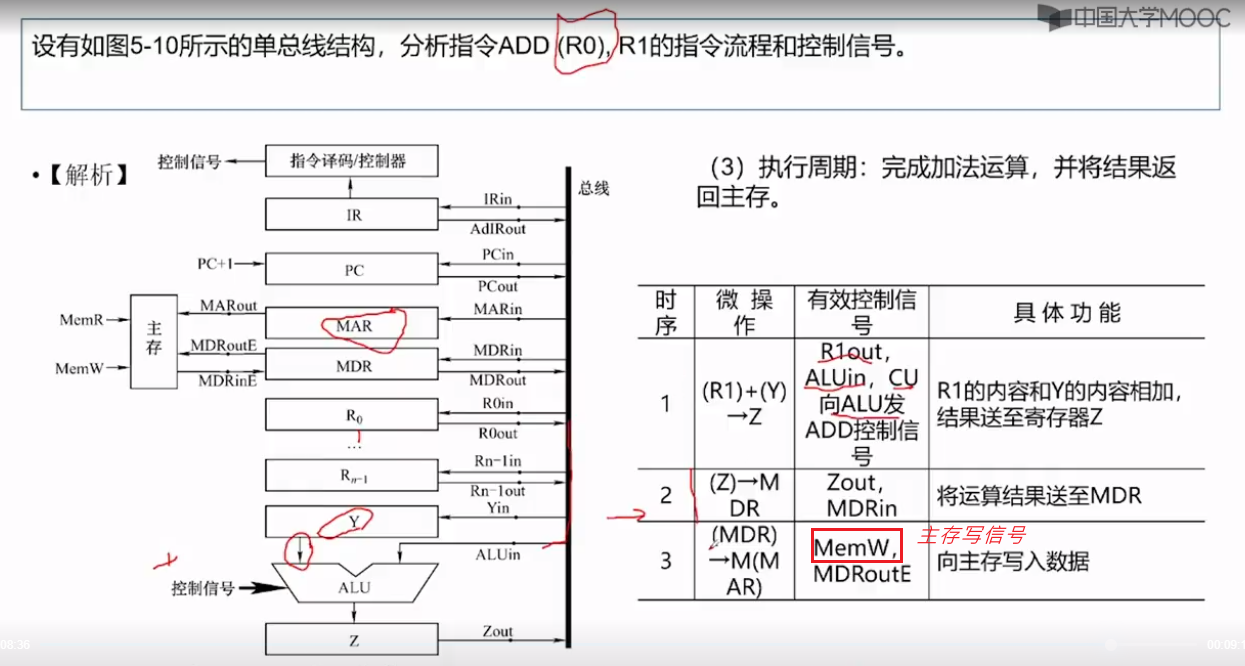 中国大学MOOC
设有如图5-10所示的单总线结构，分析指令ADD (R0), R1的指令流程和控制信号。
•【解析】
控制信号
指令译码/控制器
总线
IR
IRin
AdIRout
PC+1
PC
PCin
PCout
MemR
MemW
主存
MARout
MAR
MARin
MDRoutE
MDRinE
MDR
MDRin
MDRout
R0
R0in
R0out
…
Rn-1
Rn-1in
Rn-1out
Y
Yin
ALUin
控制信号
ALU
Z
Zout
（3）执行周期：完成加法运算，并将结果返
回主存。
时序
微操作
有效控制信号
具体功能
1
(R1)+(Y)
→Z
R1out,
ALUin，CU
向ALU发
ADD控制信
号
R1的内容和Y的内容相加，
结果送至寄存器Z
2
(Z)→M
DR
Zout，
MDRin
将运算结果送至MDR
3
(MDR)
→M(M
AR)
MemW，
MDRoutE
主存写信号
向主存写入数据
08:36